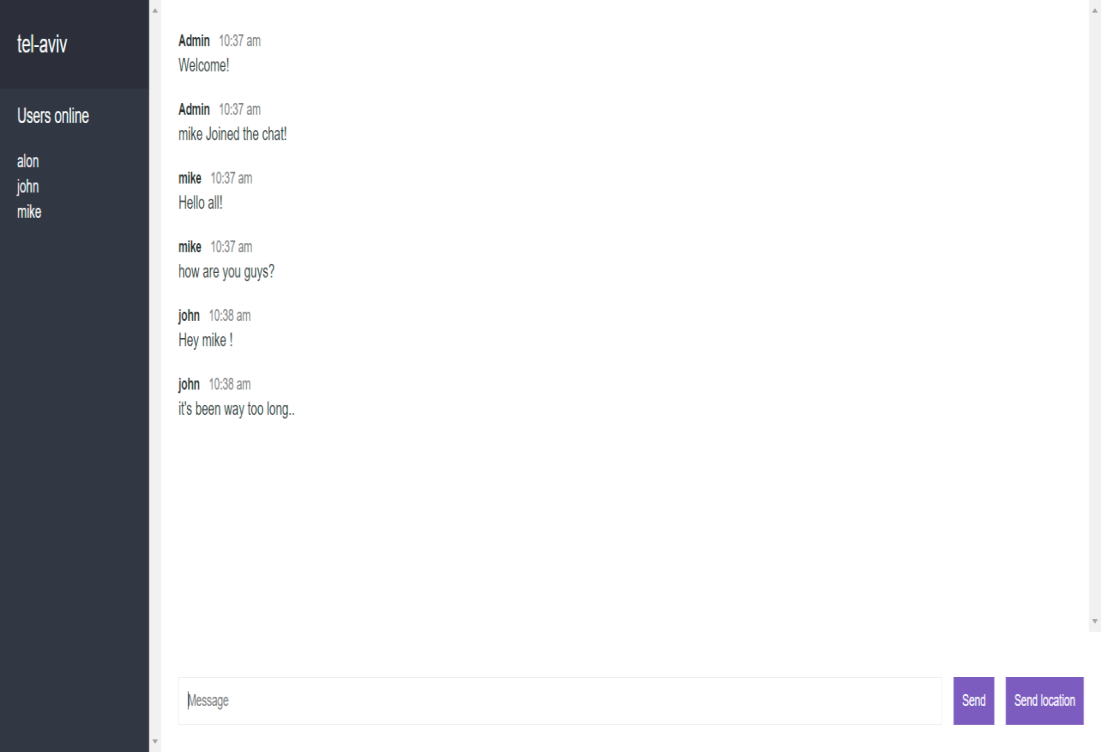 tel-aviv
Users online
alon
john
mike
Admin 10:37 am
Welcome!
Admin 10:37 am
mike Joined the chat!
mike 10:37 am
Hello all!
mike 10:37 am
how are you guys?
john 10:38 am
Hey mike !
john 10:38 am
it's been way too long..
Message
Send
Send location